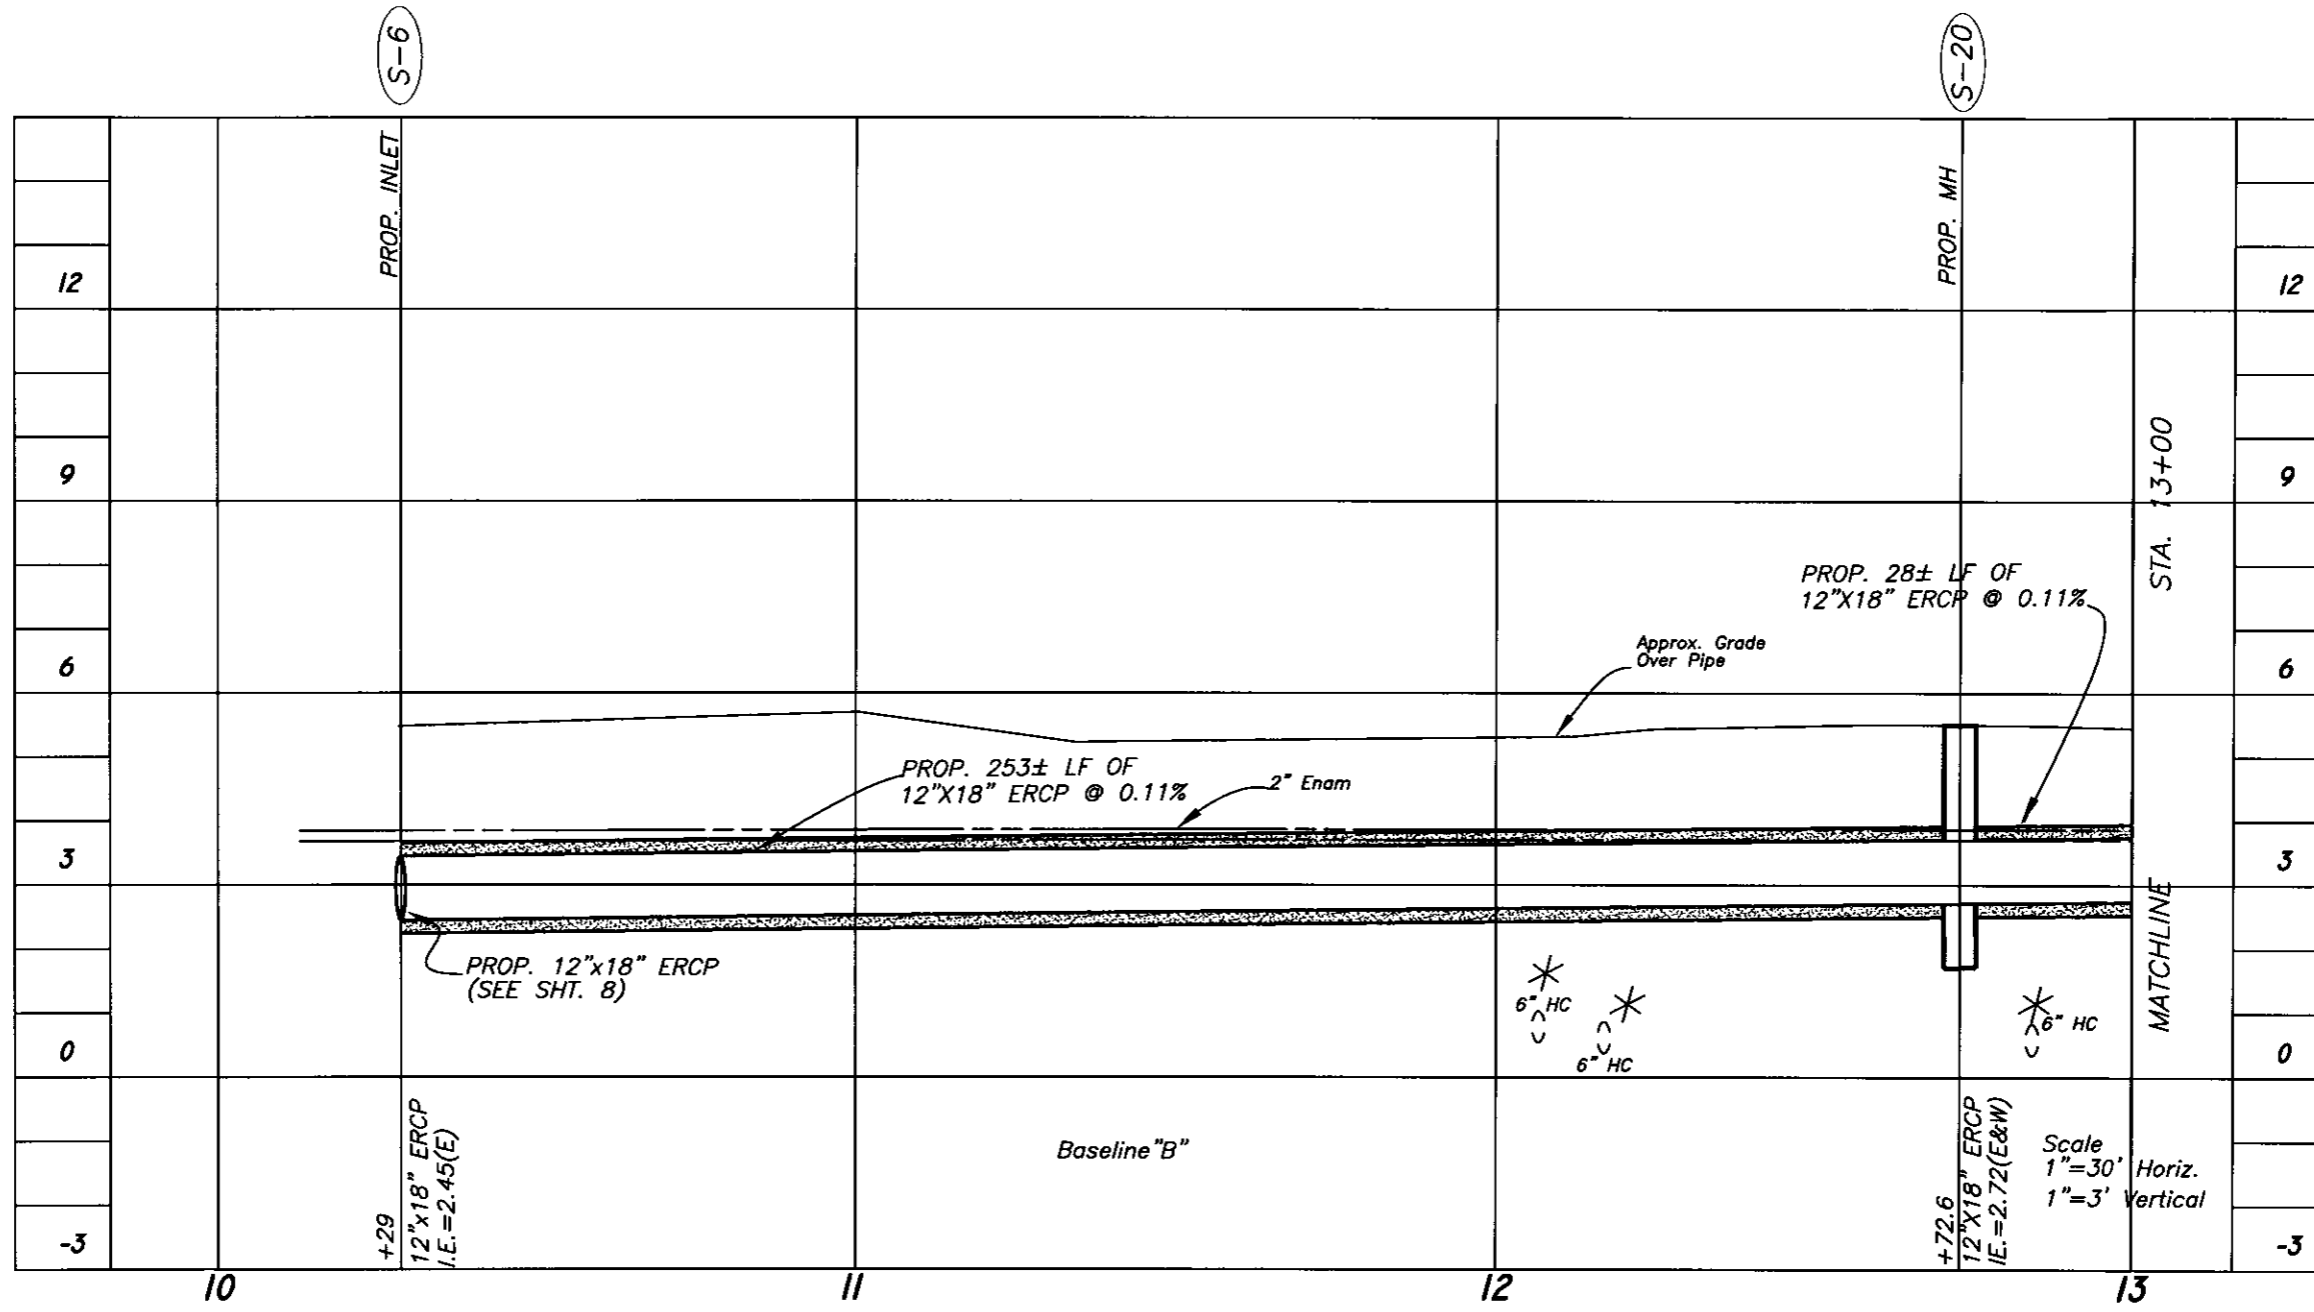 S-6
S-20
PROP. INLET
PROP. MH
12
12
9
9
STA. 13+00
PROP. 28± LF OF
12"X18" ERCP @ 0.11%
Approx. Grade
Over Pipe
6
6
PROP. 253± LF OF
12"X18" ERCP @ 0.11%
2" Enam
3
3
PROP. 12"x18" ERCP
(SEE SHT. 8)
MATCHLINE
6" HC
6" HC
6" HC
0
0
+29
12"x18" ERCP
I.E.=2.45(E)
Baseline "B"
+72.6
12"X18" ERCP
IE.=2.72(E&W)
Scale
1"=30' Horiz.
1"=3' Vertical
-3
-3
10
11
12
13